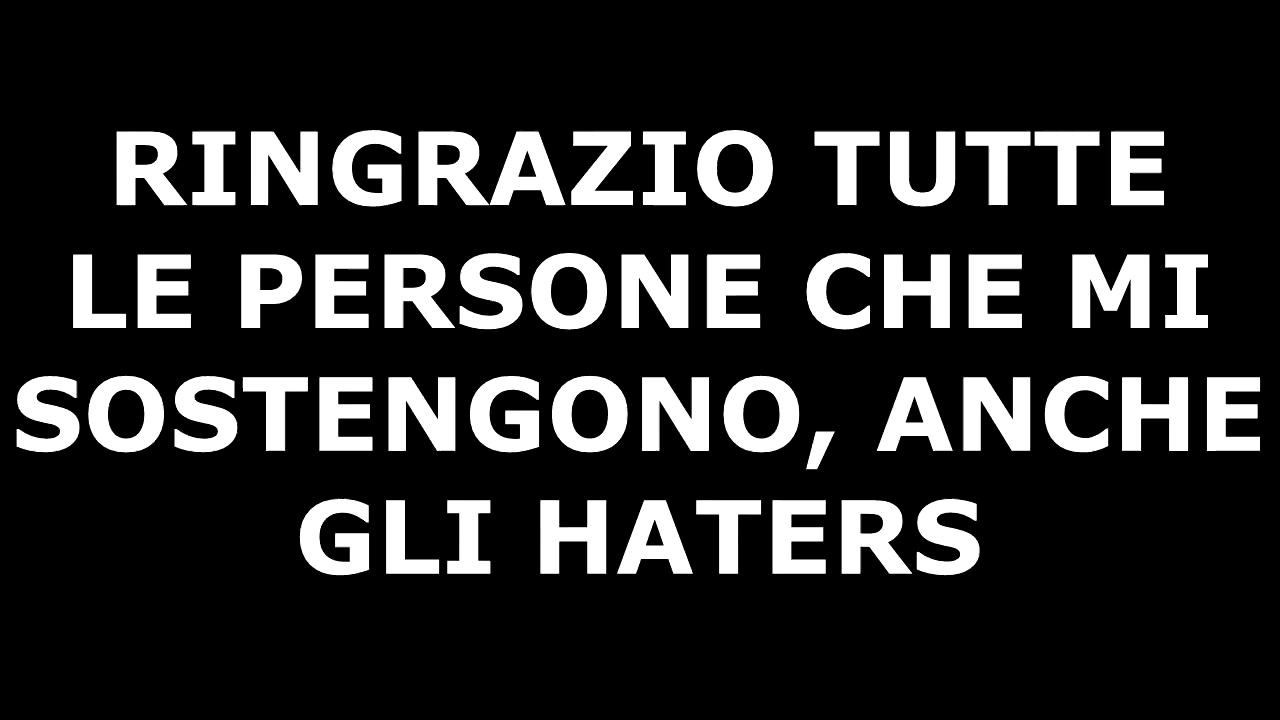 RINGRAZIO TUTTE
LE PERSONE CHE MI
SOSTENGONO, ANCHE
GLI HATERS